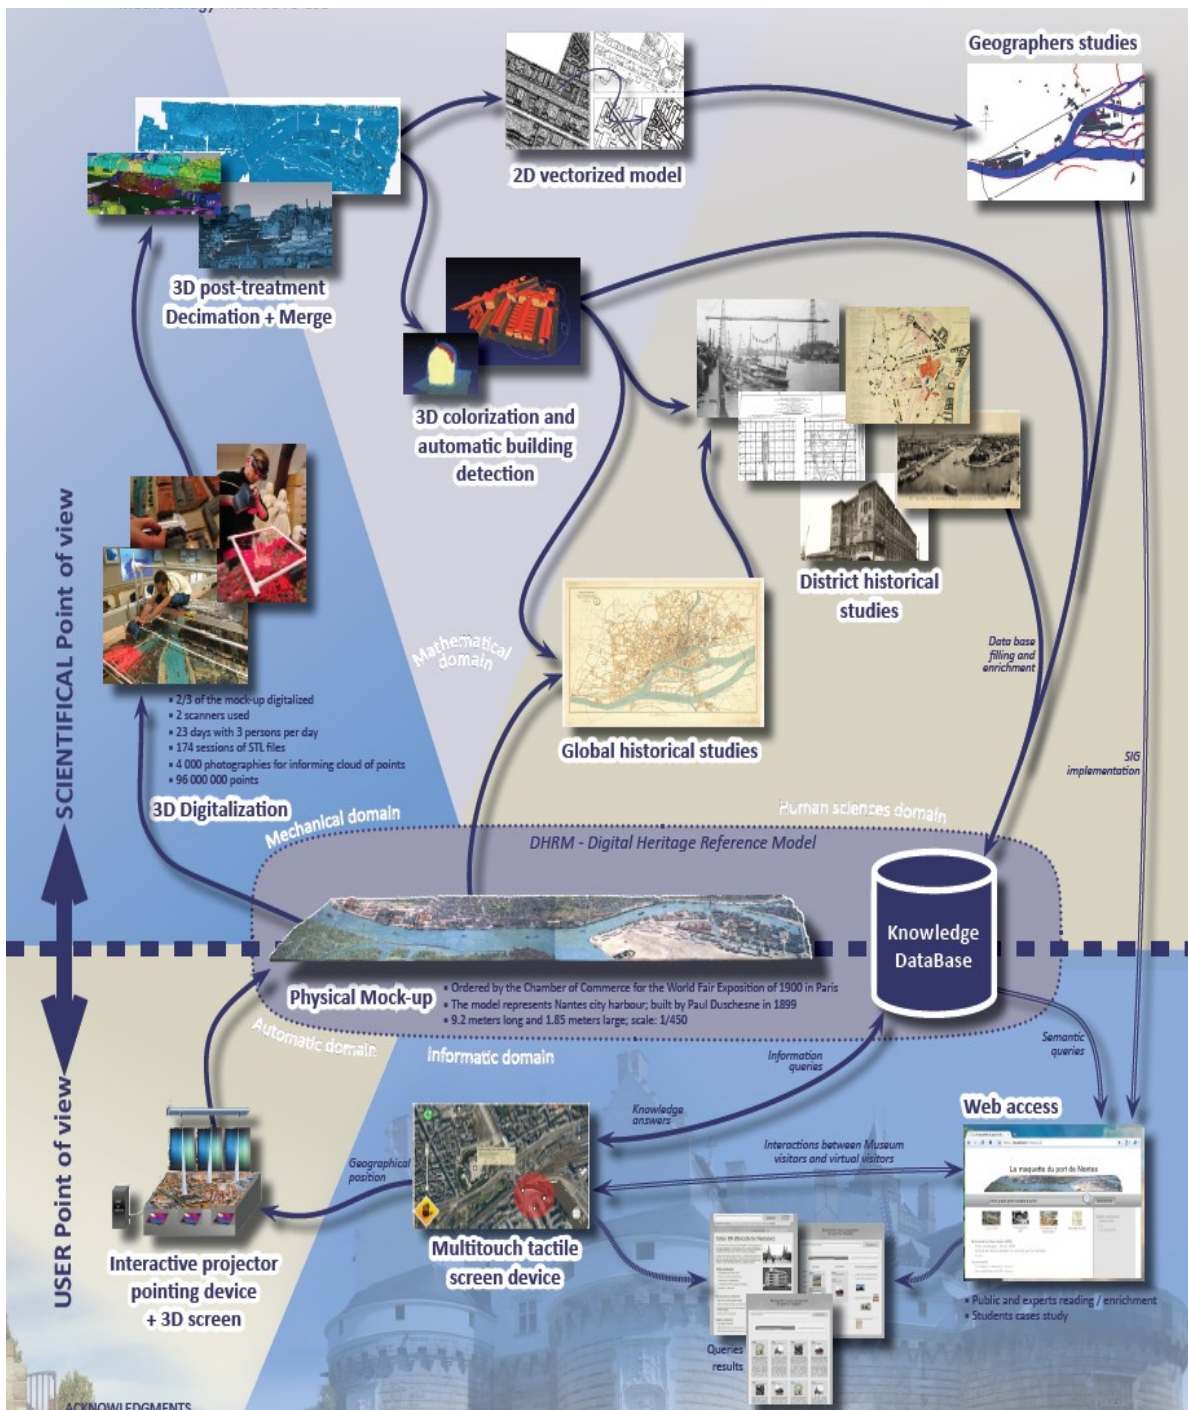 Geographers studies
2D vectorized model
3D post-treatment
Decimation + Merge
3D colorization and
automatic building
detection
District historical
studies
Mathematical
domain
Data base
filling and
enrichment
Global historical studies
SIG
implementation
SCIENTIFICAL Point of view
• 2/3 of the mock-up digitalized
• 2 scanners used
• 23 days with 3 persons per day
• 174 sessions of STL files
• 4 000 photographies for informing cloud of points
• 96 000 000 points
3D Digitalization
Mechanical domain
Human sciences domain
DHRM - Digital Heritage Reference Model
Knowledge
DataBase
Physical Mock-up
• Ordered by the Chamber of Commerce for the World Fair Exposition of 1900 in Paris
• The model represents Nantes city harbour; built by Paul Duschesne in 1899
• 9.2 meters long and 1.85 meters large; scale: 1/450
Automatic domain
Informatic domain
Information
queries
Semantic
queries
USER Point of view
Knowledge
answers
Web access
Interactions between Museum
visitors and virtual visitors
Geographical
position
La maquette du port de Nantes
Interactive projector
pointing device
+ 3D screen
Multitouch tactile
screen device
• Public and experts reading / enrichment
• Students cases study
Queries
results
ACKNOWLEDGMENTS